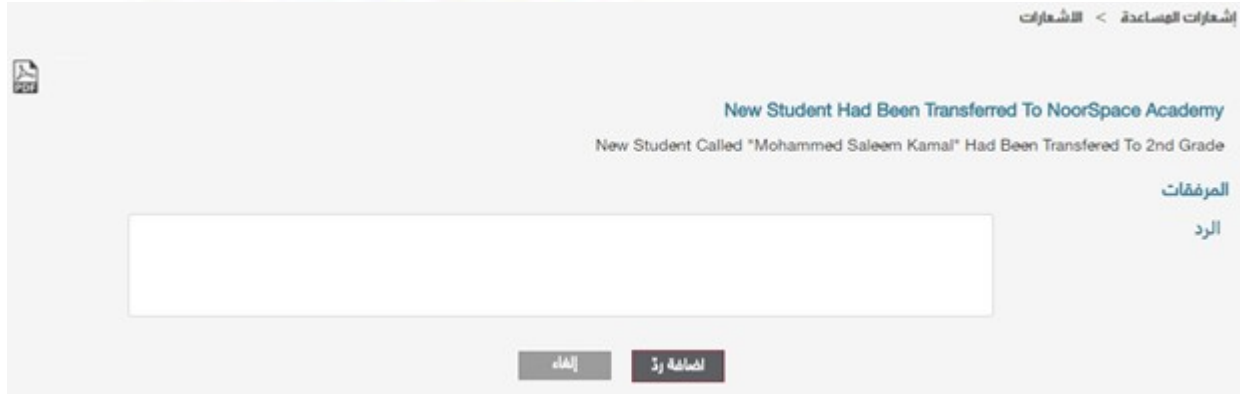 إشعارات المساعدة > الاشعارات
PDF
New Student Had Been Transferred To NoorSpace Academy
New Student Called "Mohammed Saleem Kamal" Had Been Transfered To 2nd Grade
المرفقات
الرد
اضافة ردّ
إلغاء